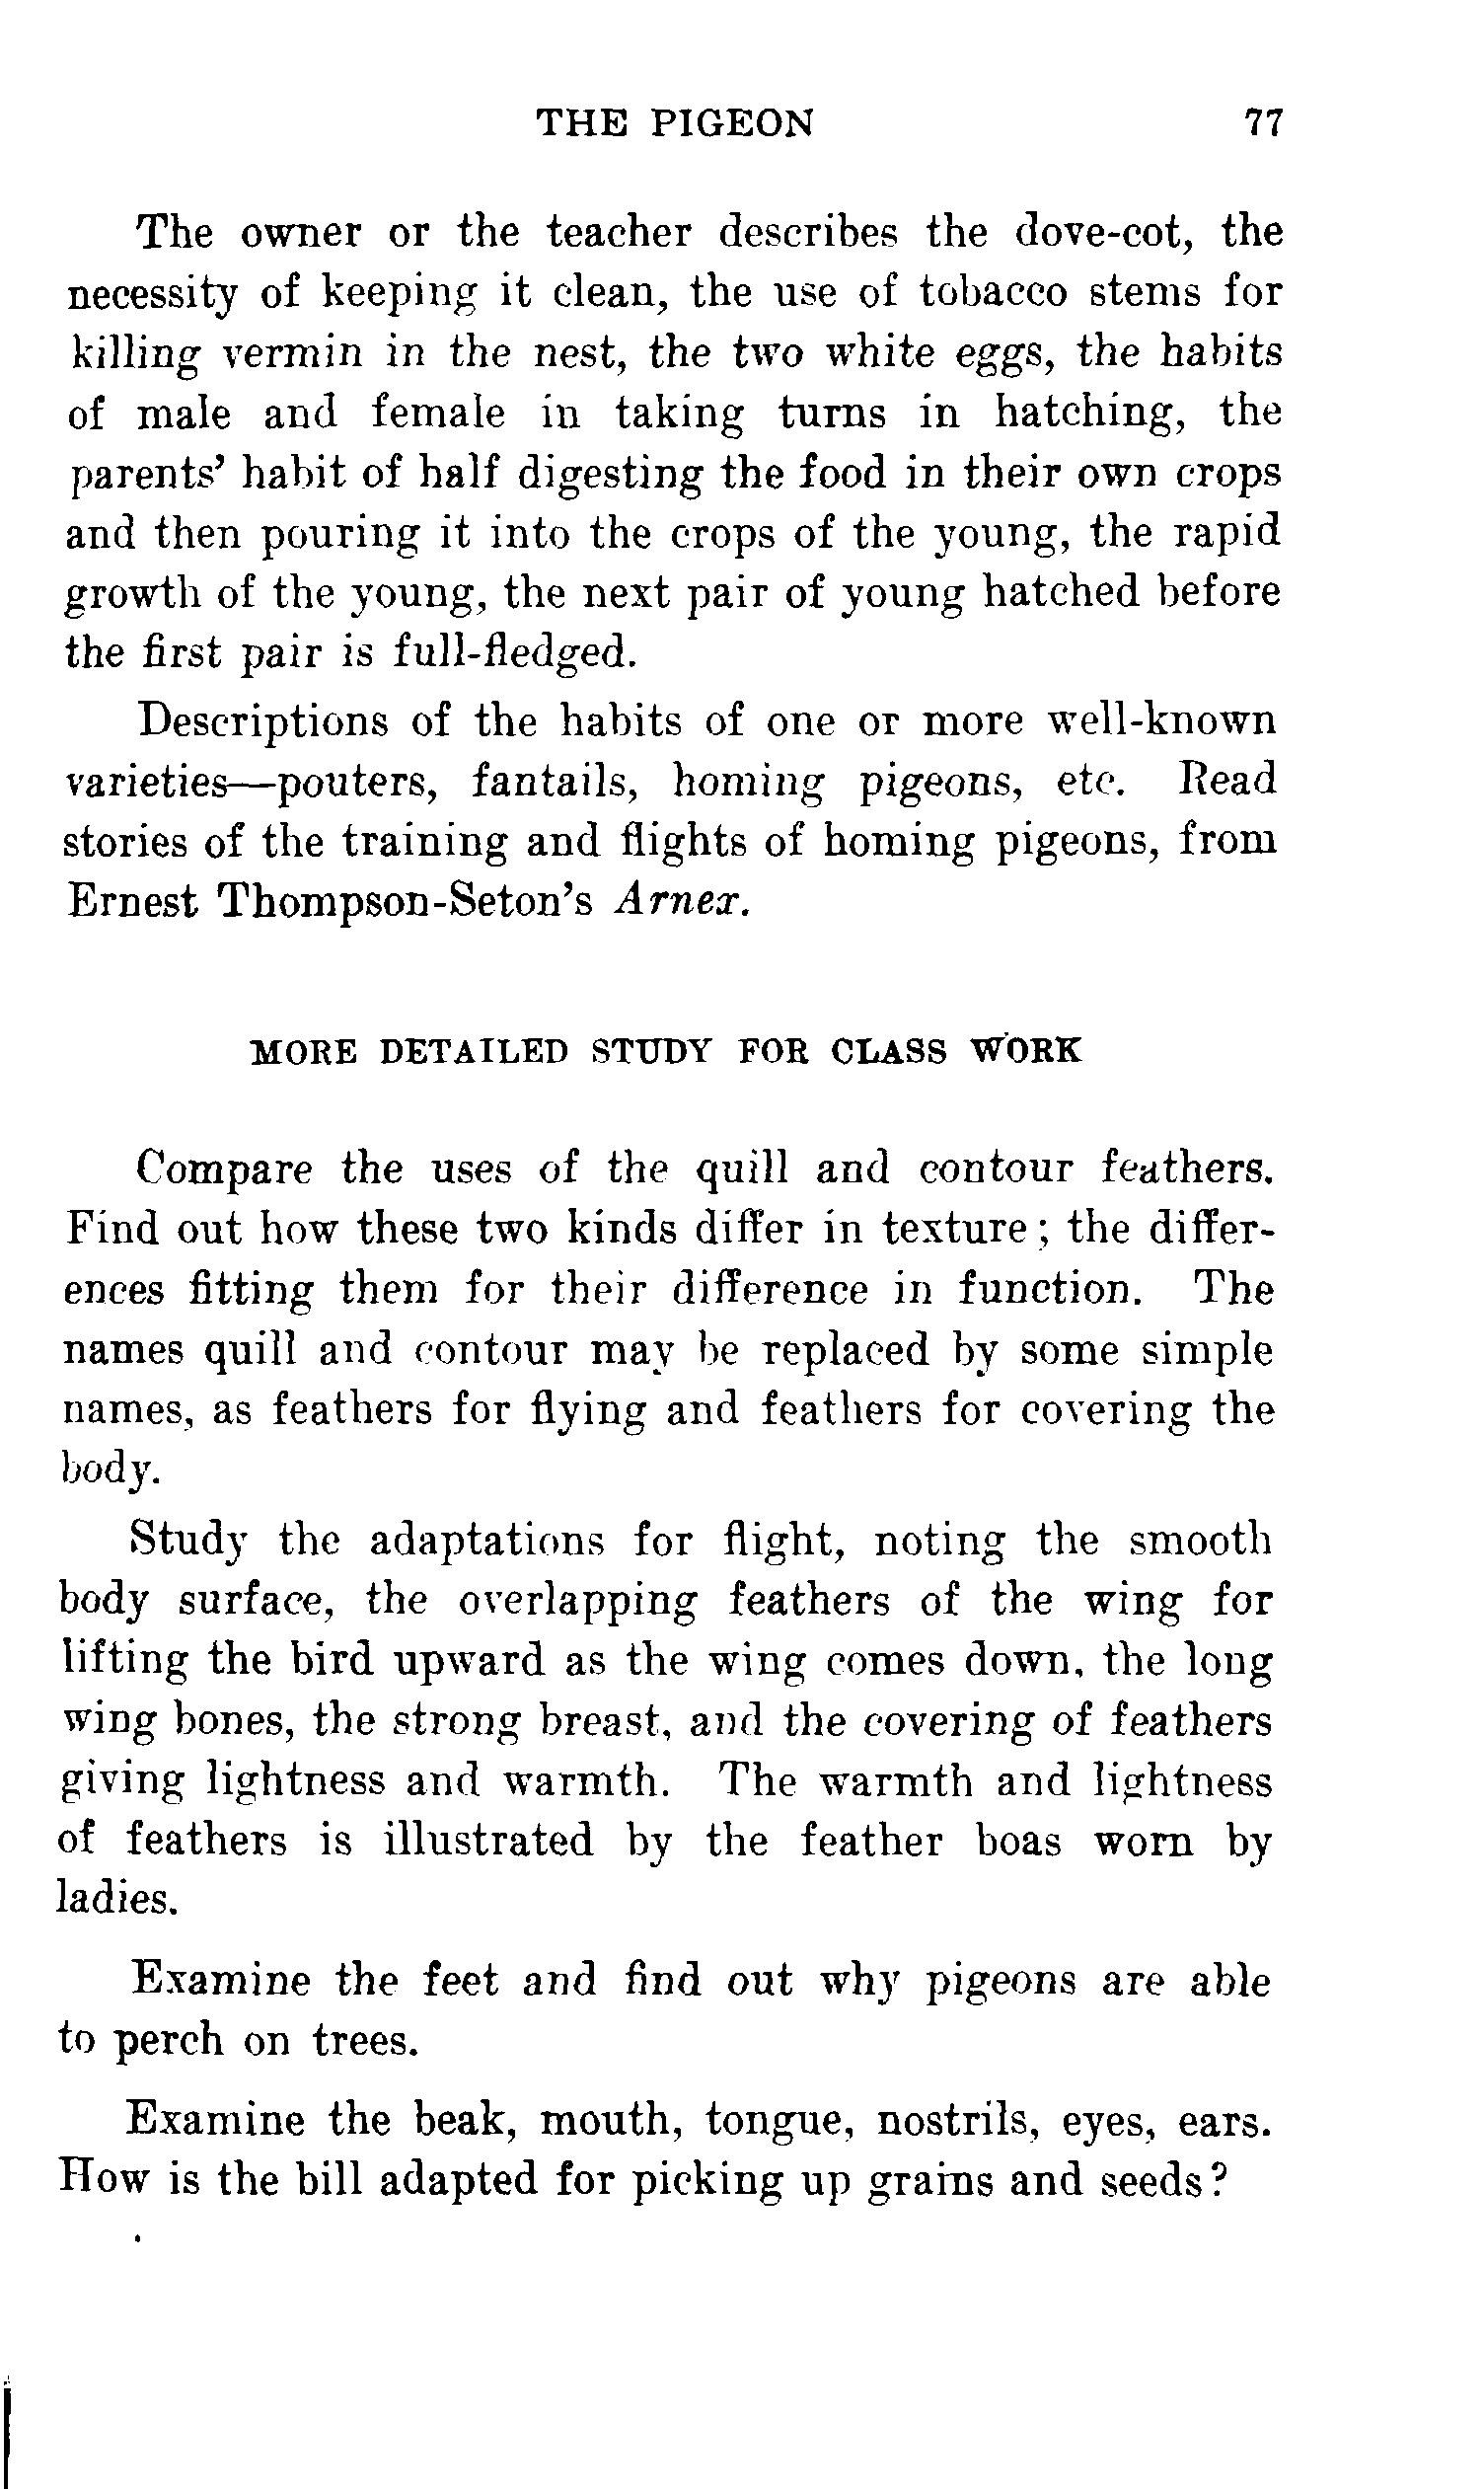 THE PIGEON 77
The owner or the teacher describes the dove-cot, the
necessity of keeping it clean, the use of tobacco stems for
killing vermin in the nest, the two white eggs, the habits
of male and female in taking turns in hatching, the
parents' habit of half digesting the food in their own crops
and then pouring it into the crops of the young, the rapid
growth of the young, the next pair of young hatched before
the first pair is full-fledged.
Descriptions of the habits of one or more well-known
varieties—pouters, fantails, homing pigeons, etc. Read
stories of the training and flights of homing pigeons, from
Ernest Thompson-Seton's Arnex.
MORE DETAILED STUDY FOR CLASS WORK
Compare the uses of the quill and contour feathers.
Find out how these two kinds differ in texture; the differ-
ences fitting them for their difference in function. The
names quill and contour may be replaced by some simple
names, as feathers for flying and feathers for covering the
body.
Study the adaptations for flight, noting the smooth
body surface, the overlapping feathers of the wing for
lifting the bird upward as the wing comes down, the long
wing bones, the strong breast, and the covering of feathers
giving lightness and warmth. The warmth and lightness
of feathers is illustrated by the feather boas worn by
ladies.
Examine the feet and find out why pigeons are able
to perch on trees.
Examine the beak, mouth, tongue, nostrils, eyes, ears.
How is the bill adapted for picking up grains and seeds?